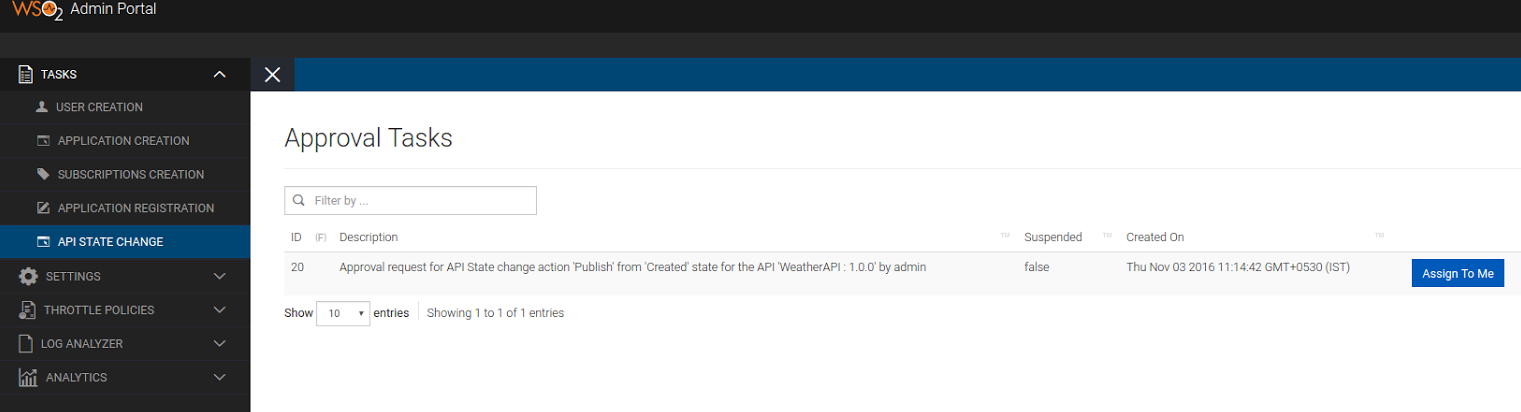 WSO2 Admin Portal
TASKS
USER CREATION
APPLICATION CREATION
SUBSCRIPTIONS CREATION
APPLICATION REGISTRATION
API STATE CHANGE
SETTINGS
THROTTLE POLICIES
LOG ANALYZER
ANALYTICS
Approval Tasks
Filter by ...
ID (F) Description ™ Suspended ™ Created On ™
20 Approval request for API State change action 'Publish' from 'Created' state for the API 'WeatherAPI : 1.0.0' by admin false Thu Nov 03 2016 11:14:42 GMT+0530 (IST) Assign To Me
Show 10 entries Showing 1 to 1 of 1 entries